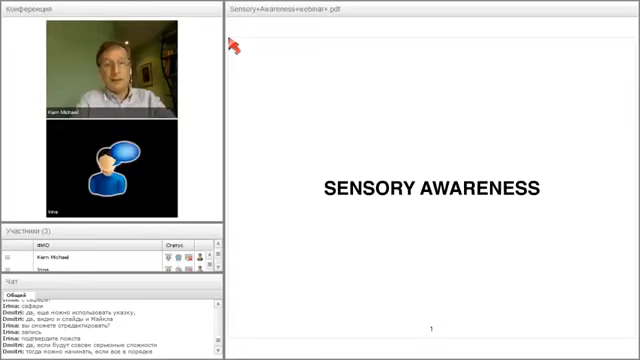 Конференция
Kern Michael
Irina
Участники (3)
ФИО Статус
Kern Michael
Irina
Чат
Общий
Irina: сафари
Dmitri: да, еще можно использовать указку,
Dmitri: да, видно и слайды и Майкла
Irina: вы сможете отредактировать?
Irina: запись
Irina: подтвердите пожств
Dmitri: да, если будут совсем серьезные сложности
Dmitri: тогда можно начинать, если все в порядке
Sensory+Awareness+webinar+.pdf
SENSORY AWARENESS
1